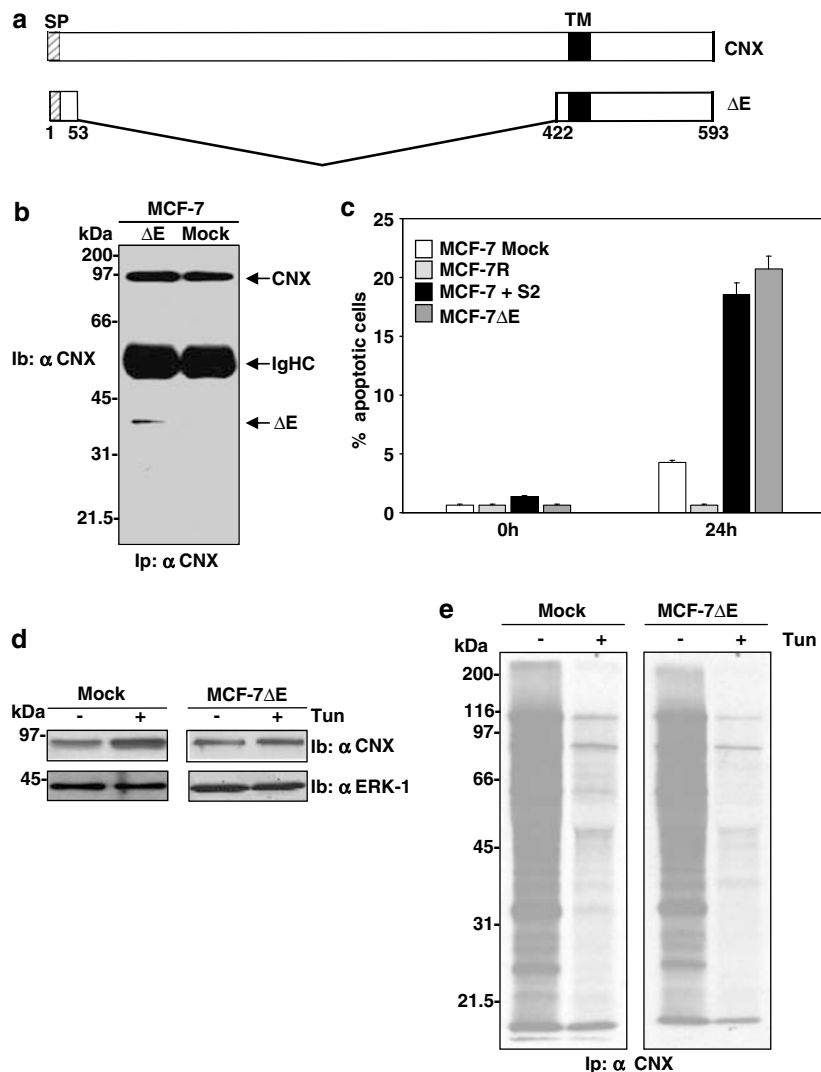 a
SP TM
CNX
ΔE
1 53 422 593
b
MCF-7
kDa ΔE Mock
200-
97- CNX
66-
Ib: α CNX IgHC
45-
ΔE
31-
21.5-
Ip: α CNX
c
25
20
15
10
5
0
% apoptotic cells
MCF-7 Mock
MCF-7R
MCF-7 + S2
MCF-7ΔE
0h 24h
d
Mock MCF-7ΔE
kDa - + - + Tun
97- Ib: α CNX
45- Ib: α ERK-1
e
Mock MCF-7ΔE
kDa - + - + Tun
200-
116-
97-
66-
45-
31-
21.5-
Ip: α CNX